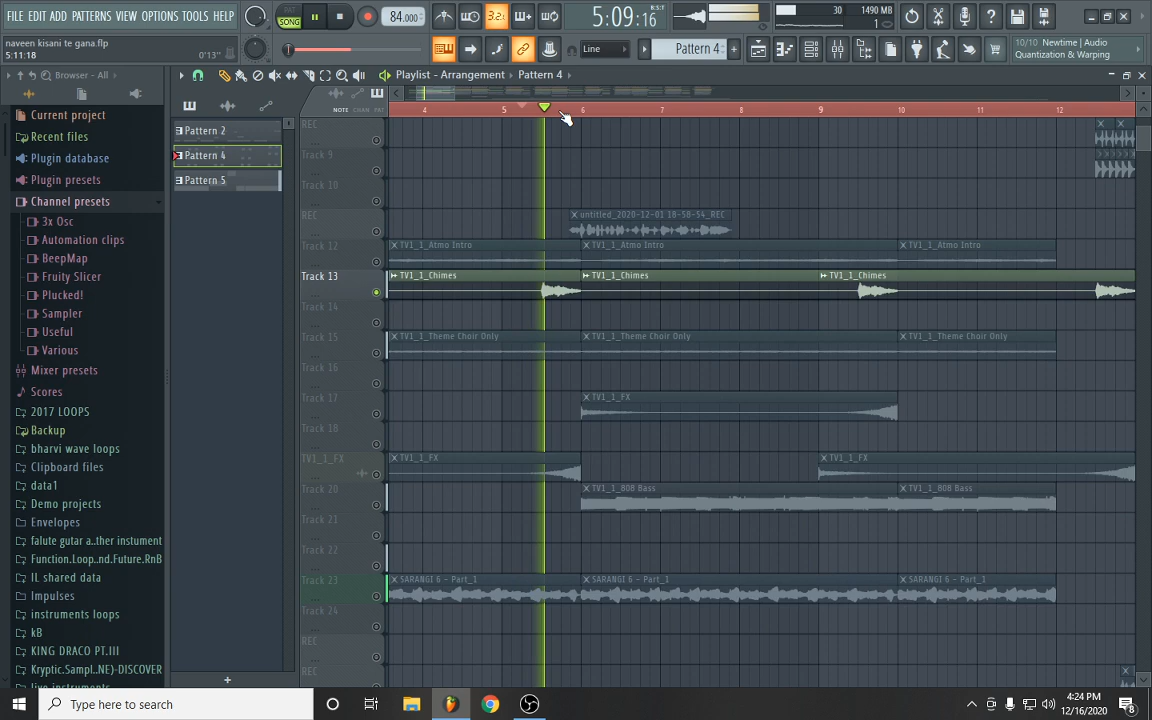 FILE EDIT ADD PATTERNS VIEW OPTIONS TOOLS HELP
PAT
SONG
84.000
3.2
5:09:16
B:S:T
30
1490 MB
1
naveen kisani te gana.flp
5:11:18
0'13"
Line
Pattern 4
10/10 Newtime | Audio
Quantization & Warping
Browser - All
Playlist - Arrangement
Pattern 4
NOTE CHAN PAT
4 5 6 7 8 9 10 11 12
Current project
Recent files
Plugin database
Plugin presets
Channel presets
3x Osc
Automation clips
BeepMap
Fruity Slicer
Plucked!
Sampler
Useful
Various
Mixer presets
Scores
2017 LOOPS
Backup
bharvi wave loops
Clipboard files
data1
Demo projects
Envelopes
falute gutar a..ther instument
Function.Loop..nd.Future.RnB
IL shared data
Impulses
instruments loops
kB
KING DRACO PT.III
Kryptic.Sampl..NE)-DISCOVER
live instruments
Pattern 2
Pattern 4
Pattern 5
REC
Track 9
Track 10
REC
untitled_2020-12-01 18-58-54_REC
Track 12
TV1_1_Atmo Intro
TV1_1_Atmo Intro
TV1_1_Atmo Intro
Track 13
TV1_1_Chimes
TV1_1_Chimes
TV1_1_Chimes
Track 14
Track 15
TV1_1_Theme Choir Only
TV1_1_Theme Choir Only
TV1_1_Theme Choir Only
Track 16
Track 17
TV1_1_FX
Track 18
TV1_1_FX
TV1_1_FX
TV1_1_FX
Track 20
TV1_1_808 Bass
TV1_1_808 Bass
Track 21
Track 22
Track 23
SARANGI 6 - Part_1
SARANGI 6 - Part_1
SARANGI 6 - Part_1
Track 24
REC
REC
Type here to search
4:24 PM
12/16/2020
8